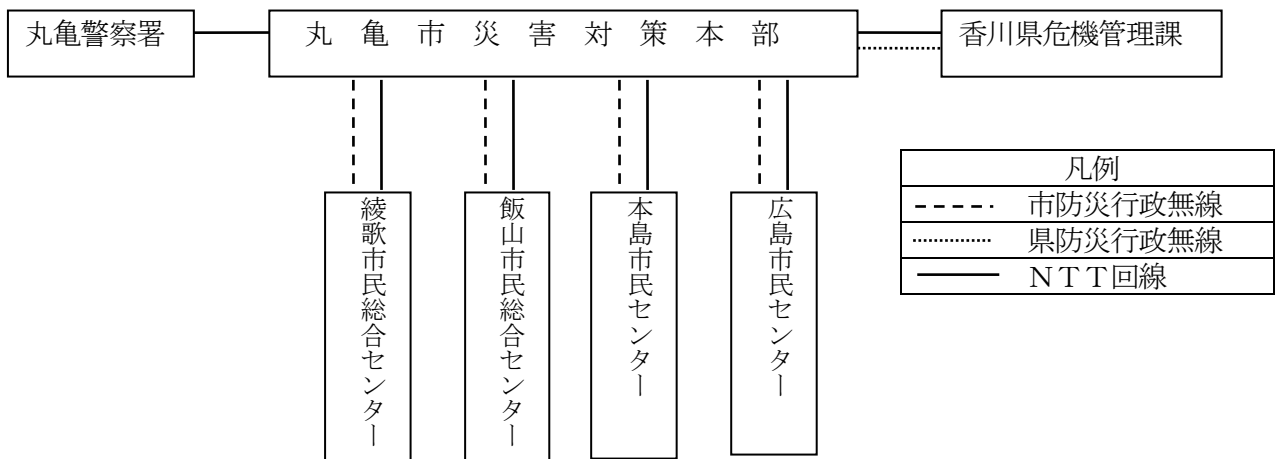 丸亀警察署
丸亀市災害対策本部
香川県危機管理課
綾歌市民総合センター
飯山市民総合センター
本島市民センター
広島市民センター
凡例
市防災行政無線
県防災行政無線
ＮＴＴ回線